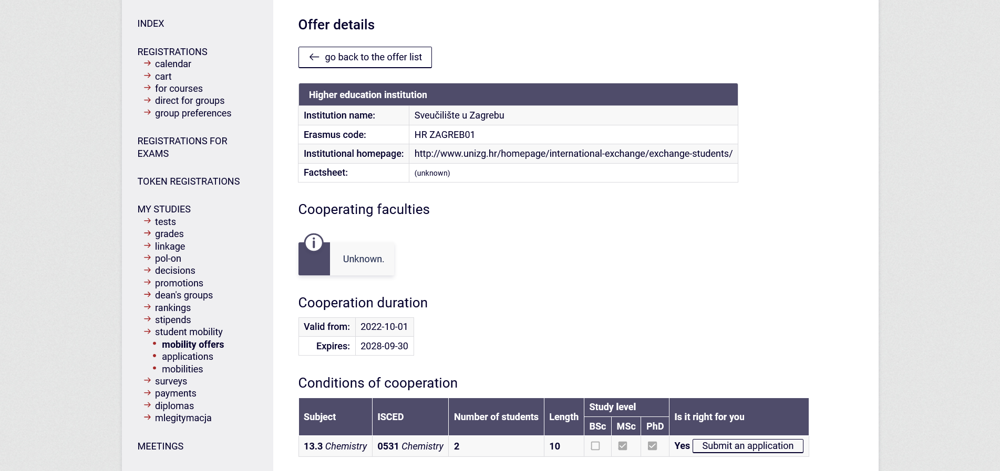 INDEX
REGISTRATIONS
calendar
cart
for courses
direct for groups
group preferences
REGISTRATIONS FOR
EXAMS
TOKEN REGISTRATIONS
MY STUDIES
tests
grades
linkage
pol-on
decisions
promotions
dean's groups
rankings
stipends
student mobility
mobility offers
applications
mobilities
surveys
payments
diplomas
mlegitymacja
MEETINGS
Offer details
← go back to the offer list
Higher education institution
Institution name: Sveučilište u Zagrebu
Erasmus code: HR ZAGREB01
Institutional homepage: http://www.unizg.hr/homepage/international-exchange/exchange-students/
Factsheet: (unknown)
Cooperating faculties
Unknown.
Cooperation duration
Valid from: 2022-10-01
Expires: 2028-09-30
Conditions of cooperation
Subject ISCED Number of students Length Study level Is it right for you
BSc MSc PhD
13.3 Chemistry 0531 Chemistry 2 10 Yes Submit an application